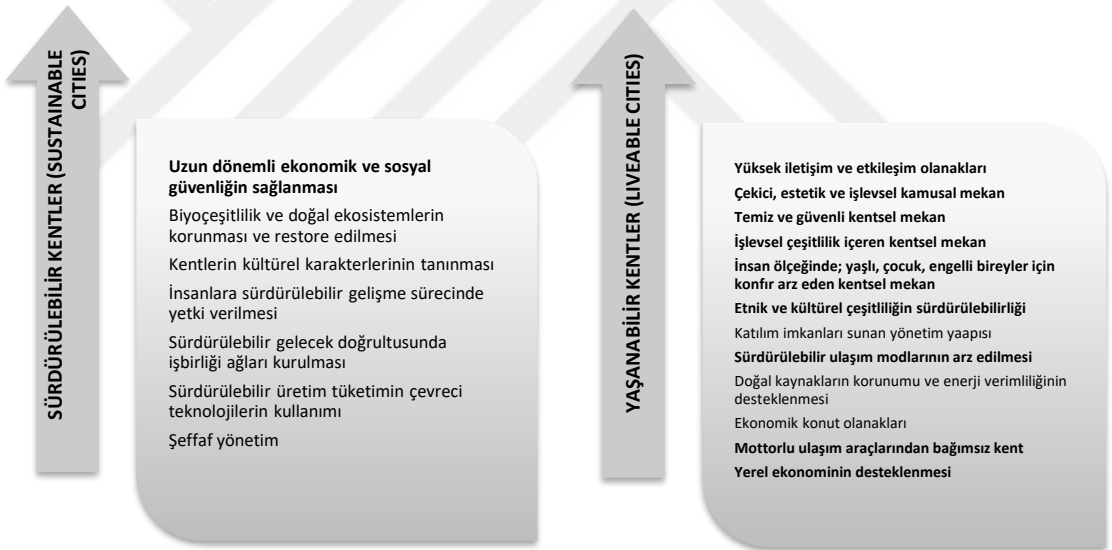 SÜRDÜRÜLEBİLİR KENTLER (SUSTAINABLE
CITIES)
Uzun dönemli ekonomik ve sosyal
güvenliğin sağlanması
Biyoçeşitlilik ve doğal ekosistemlerin
korunması ve restore edilmesi
Kentlerin kültürel karakterlerinin tanınması
İnsanlara sürdürülebilir gelişme sürecinde
yetki verilmesi
Sürdürülebilir gelecek doğrultusunda
işbirliği ağları kurulması
Sürdürülebilir üretim tüketimin çevreci
teknolojilerin kullanımı
Şeffaf yönetim
YAŞANABİLİR KENTLER (LIVEABLE CITIES)
Yüksek iletişim ve etkileşim olanakları
Çekici, estetik ve işlevsel kamusal mekan
Temiz ve güvenli kentsel mekan
İşlevsel çeşitlilik içeren kentsel mekan
İnsan ölçeğinde; yaşlı, çocuk, engelli bireyler için
konfır arz eden kentsel mekan
Etnik ve kültürel çeşitliliğin sürdürülebilirliği
Katılım imkanları sunan yönetim yaapısı
Sürdürülebilir ulaşım modlarının arz edilmesi
Doğal kaynakların korunumu ve enerji verimliliğinin
desteklenmesi
Ekonomik konut olanakları
Mottorlu ulaşım araçlarından bağımsız kent
Yerel ekonominin desteklenmesi